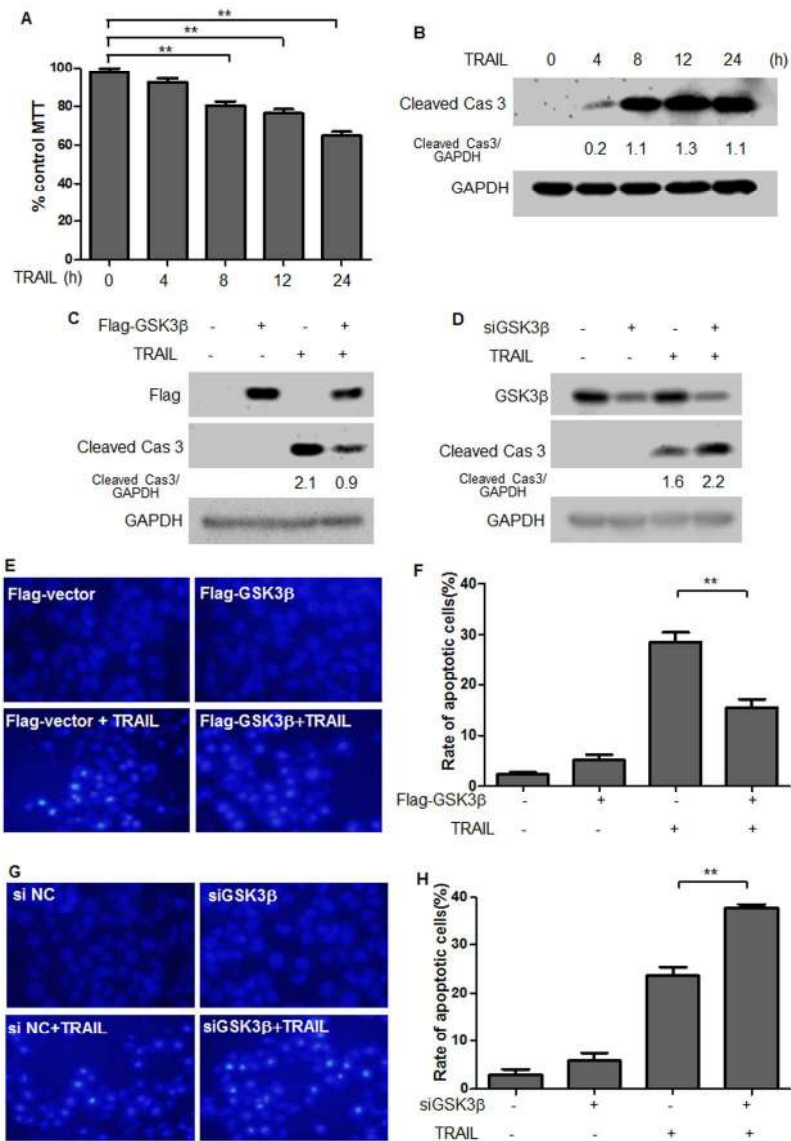 A
** 
**
**
100
80
60
40
20
0
% control MTT
TRAIL (h) 0 4 8 12 24
B
TRAIL 0 4 8 12 24 (h)
Cleaved Cas 3
Cleaved Cas3/
GAPDH
0.2 1.1 1.3 1.1
GAPDH
C
Flag-GSK3β - + - +
TRAIL - - + +
Flag
Cleaved Cas 3
Cleaved Cas3/
GAPDH
2.1 0.9
GAPDH
D
siGSK3β - + - +
TRAIL - - + +
GSK3β
Cleaved Cas 3
Cleaved Cas3/
GAPDH
1.6 2.2
GAPDH
E
Flag-vector
Flag-GSK3β
Flag-vector + TRAIL
Flag-GSK3β+TRAIL
F
**
40
30
20
10
0
Rate of apoptotic cells(%)
Flag-GSK3β - + - +
TRAIL - - + +
G
si NC
siGSK3β
si NC+TRAIL
siGSK3β+TRAIL
H
**
40
30
20
10
0
Rate of apoptotic cells(%)
siGSK3β - + - +
TRAIL - - + +